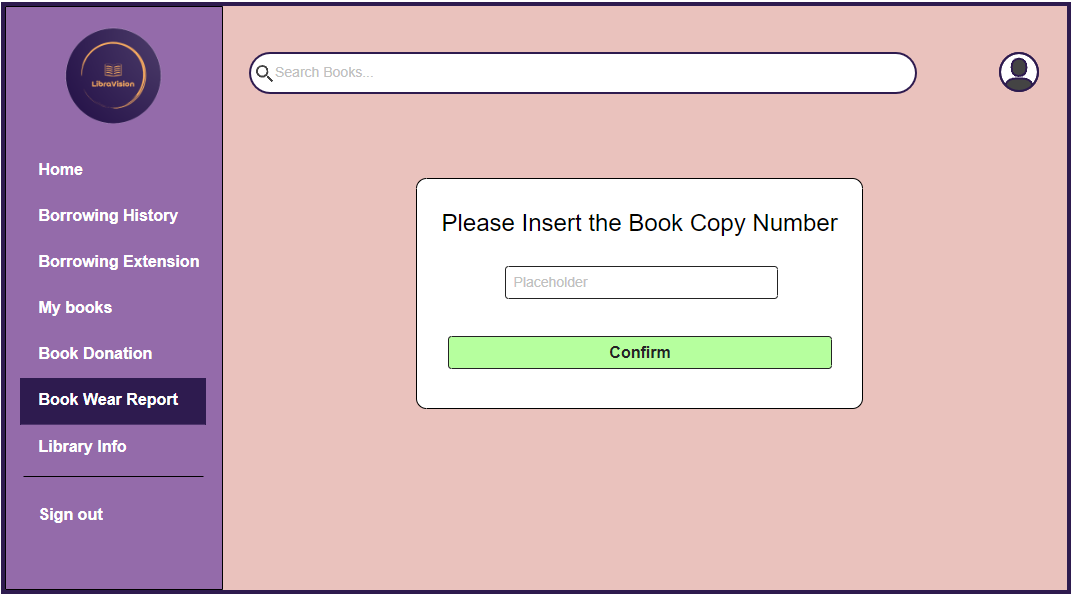 LibraVision
Home
Borrowing History
Borrowing Extension
My books
Book Donation
Book Wear Report
Library Info
Sign out
Search Books...
Please Insert the Book Copy Number
Placeholder
Confirm